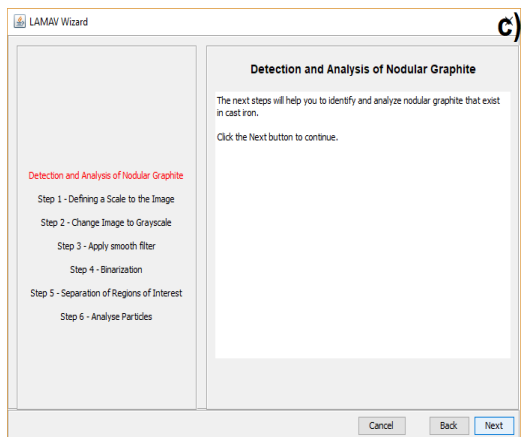 LAMAV Wizard
c)
Detection and Analysis of Nodular Graphite
Step 1 - Defining a Scale to the Image
Step 2 - Change Image to Grayscale
Step 3 - Apply smooth filter
Step 4 - Binarization
Step 5 - Separation of Regions of Interest
Step 6 - Analyse Particles
Detection and Analysis of Nodular Graphite
The next steps will help you to identify and analyze nodular graphite that exist
in cast iron.
Click the Next button to continue.
Cancel
Back
Next